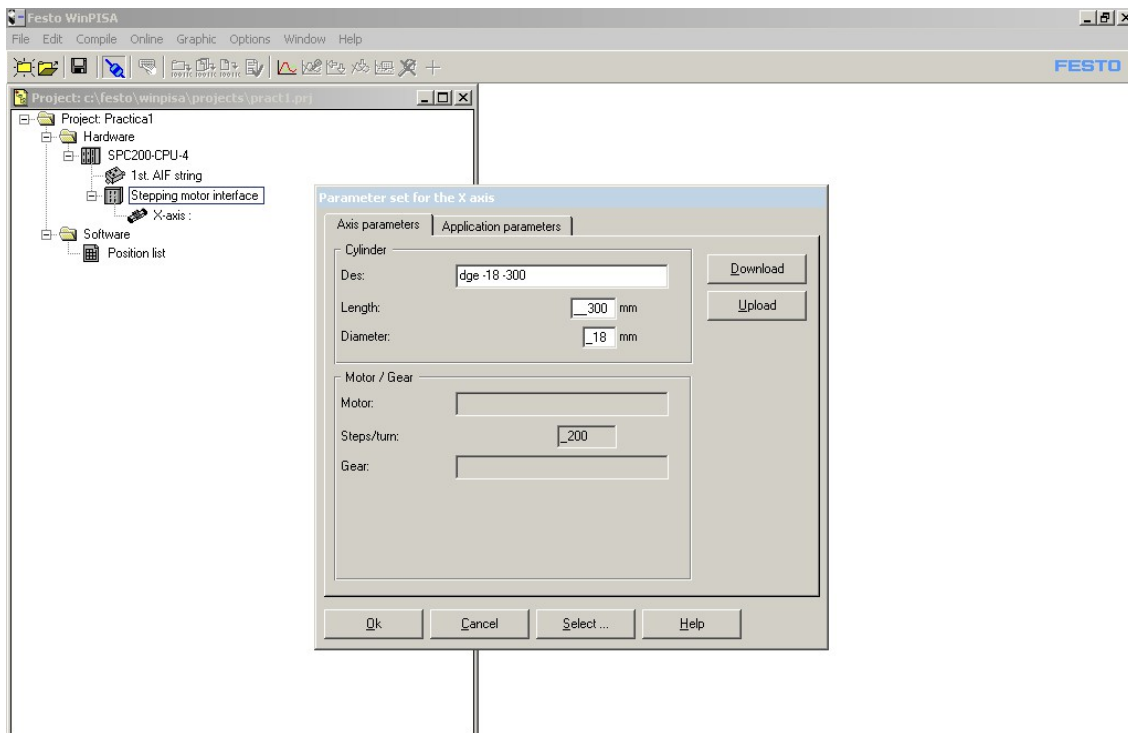 Festo WinPISA
File Edit Compile Online Graphic Options Window Help
FESTO
Project: c:\festo\winpisa\projects\pract1.prj
Project: Practica1
Hardware
SPC200-CPU-4
1st. AIF string
Stepping motor interface
X-axis :
Software
Position list
Parameter set for the X axis
Axis parameters Application parameters
Cylinder
Des: dge -18 -300
Length: __300 mm
Diameter: _18 mm
Download
Upload
Motor / Gear
Motor:
Steps/turn: _200
Gear:
Ok Cancel Select ... Help